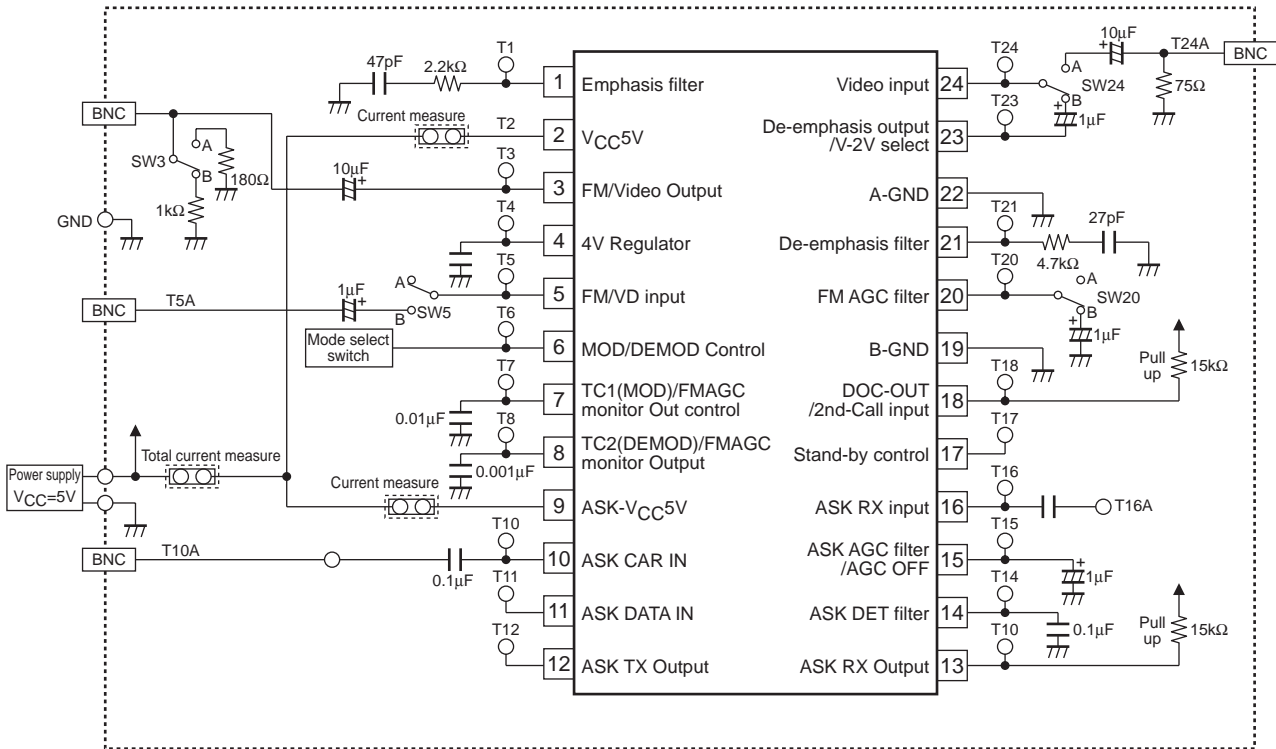 T1
47pF
2.2kΩ
1
Emphasis filter
BNC
Current measure
T2
2
VCC5V
SW3
A
B
180Ω
1kΩ
10μF
+
T3
3
FM/Video Output
GND
T4
4
4V Regulator
T5
5
FM/VD input
BNC
T5A
1μF
+
A
B
SW5
T6
Mode select
switch
6
MOD/DEMOD Control
T7
7
TC1(MOD)/FMAGC
monitor Out control
0.01μF
T8
8
TC2(DEMOD)/FMAGC
monitor Output
0.001μF
Power supply
VCC=5V
Total current measure
Current measure
9
ASK-VCC5V
BNC
T10A
0.1μF
T10
10
ASK CAR IN
T11
11
ASK DATA IN
T12
12
ASK TX Output
Video input
24
T24
A
B
SW24
10μF
+
T24A
BNC
75Ω
De-emphasis output
/V-2V select
23
T23
+
1μF
A-GND
22
De-emphasis filter
21
T21
4.7kΩ
27pF
FM AGC filter
20
T20
A
B
SW20
+
1μF
B-GND
19
DOC-OUT
/2nd-Call input
18
T18
Pull
up
15kΩ
Stand-by control
17
T17
ASK RX input
16
T16
T16A
ASK AGC filter
/AGC OFF
15
T15
+
1μF
ASK DET filter
14
T14
0.1μF
ASK RX Output
13
T10
Pull
up
15kΩ